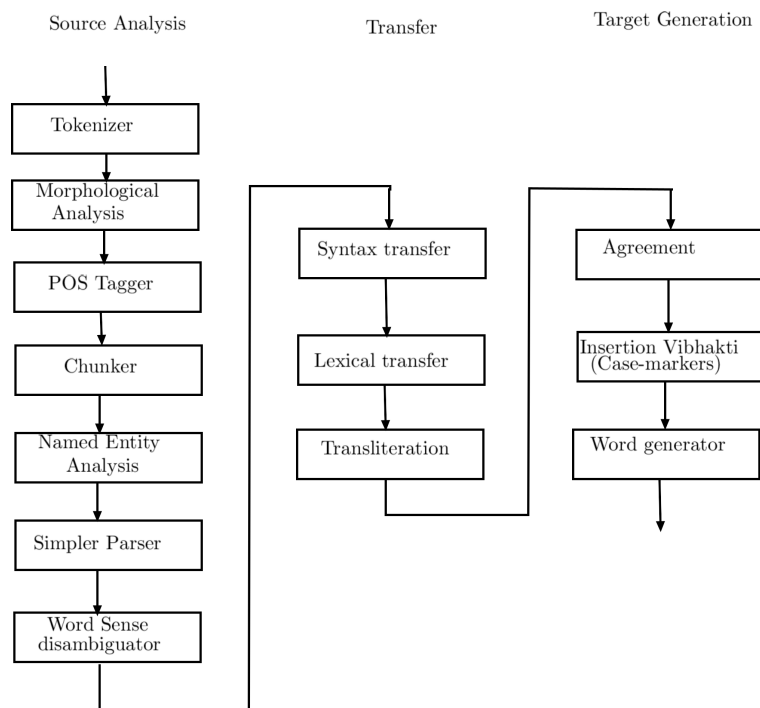 Source Analysis
Tokenizer
Morphological
Analysis
POS Tagger
Chunker
Named Entity
Analysis
Simpler Parser
Word Sense
disambiguator
Transfer
Syntax transfer
Lexical transfer
Transliteration
Target Generation
Agreement
Insertion Vibhakti
(Case-markers)
Word generator